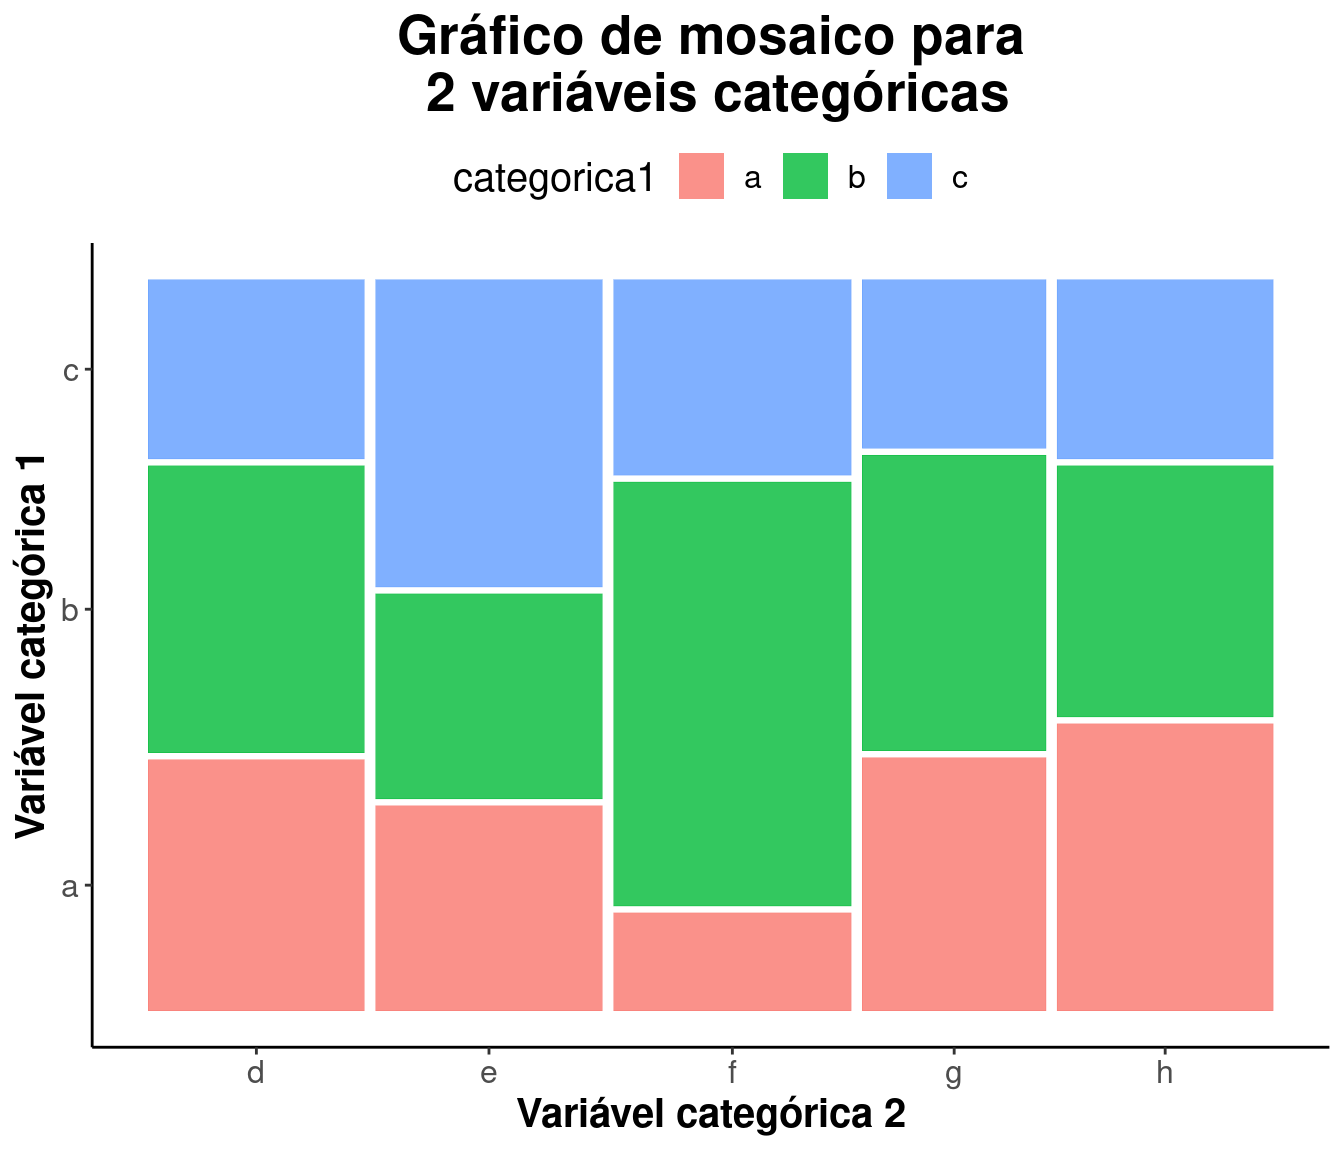 Gráfico de mosaico para
2 variáveis categóricas
categorica1 a b c
Variável categórica 1
c
b
a
d e f g h
Variável categórica 2